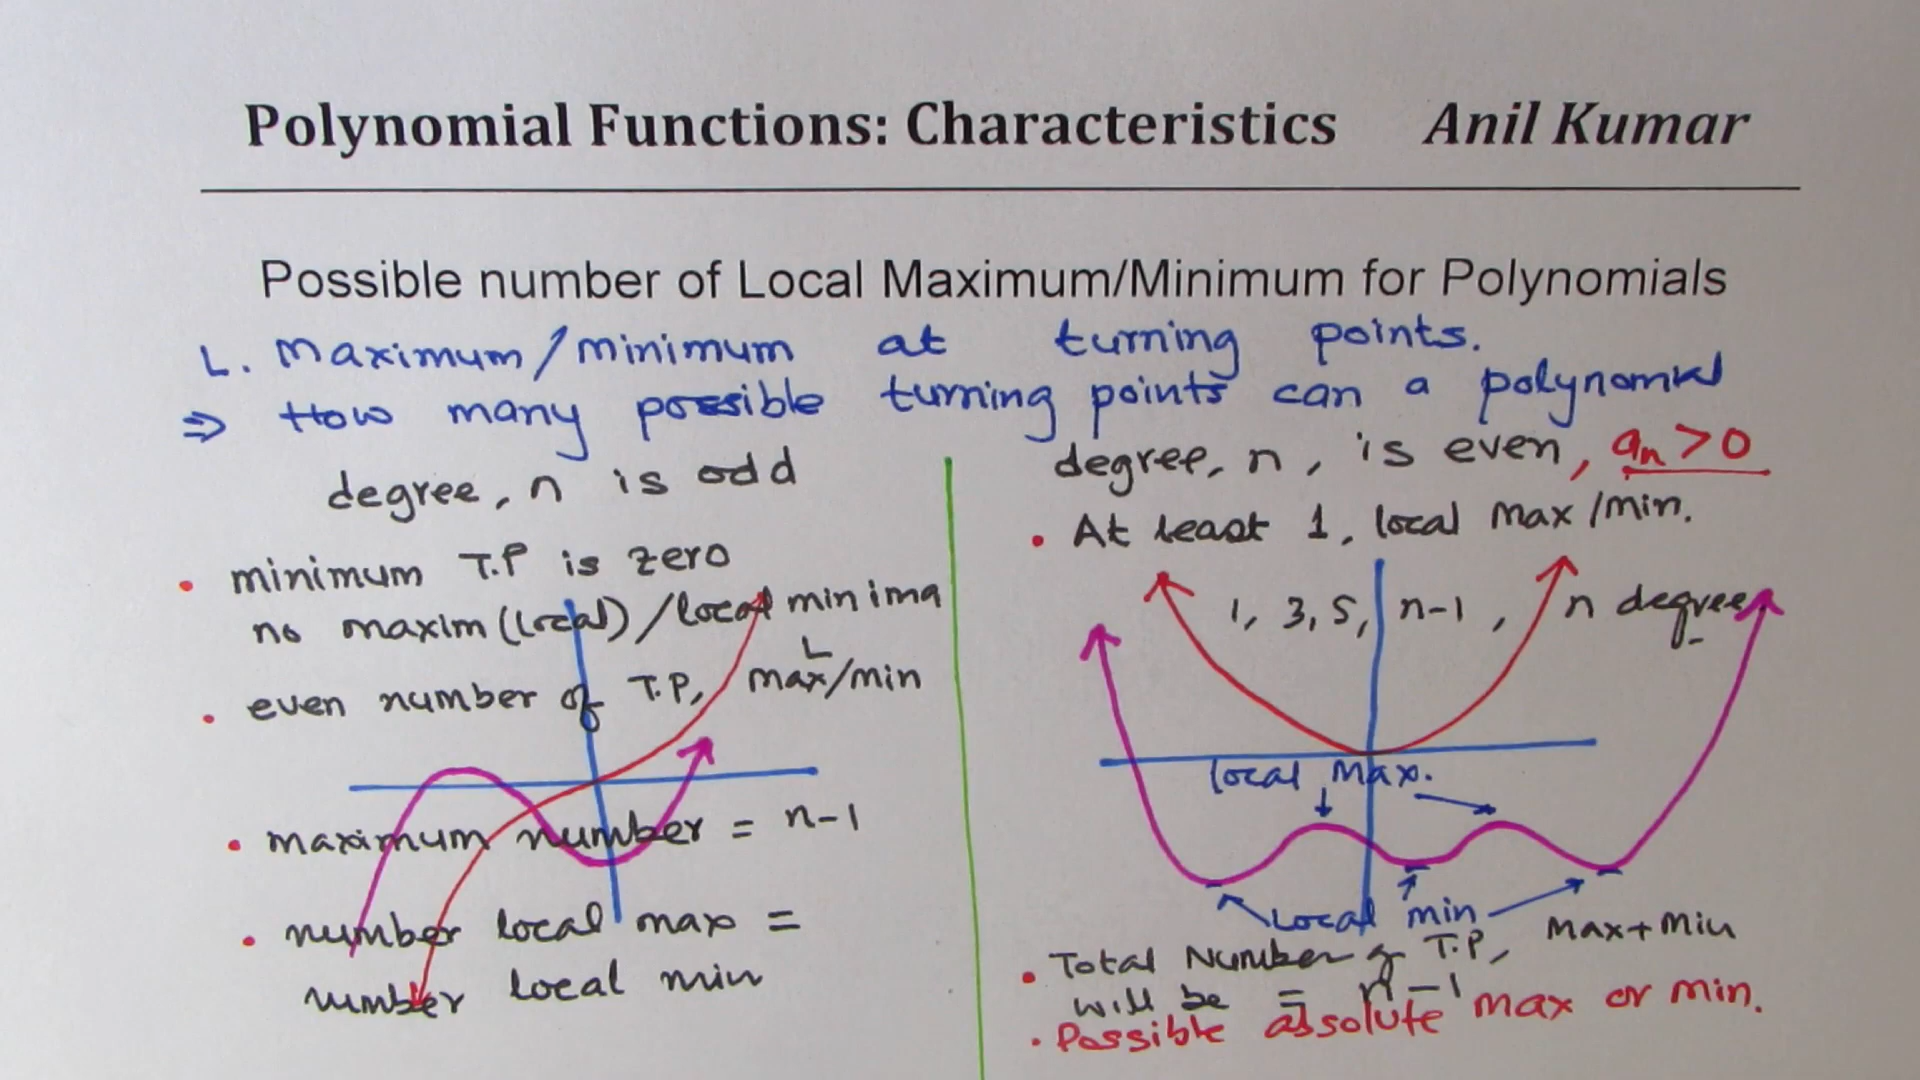 Polynomial Functions: Characteristics Anil Kumar
Possible number of Local Maximum/Minimum for Polynomials
L. Maximum/minimum at turning points.
⇒ How many possible turning points can a polynomial
degree, n is odd
• minimum T.P is zero
no maxim (local) / local minima
• even number of T.P, L max/min
• maximum number = n-1
• number local max =
number local min
degree, n, is even, an > 0
• At least 1, local max/min.
1, 3, 5, n-1, n degree
local max.
Local min
• Total Number of T.P, Max + Min
will be = n-1
• Possible absolute max or min.